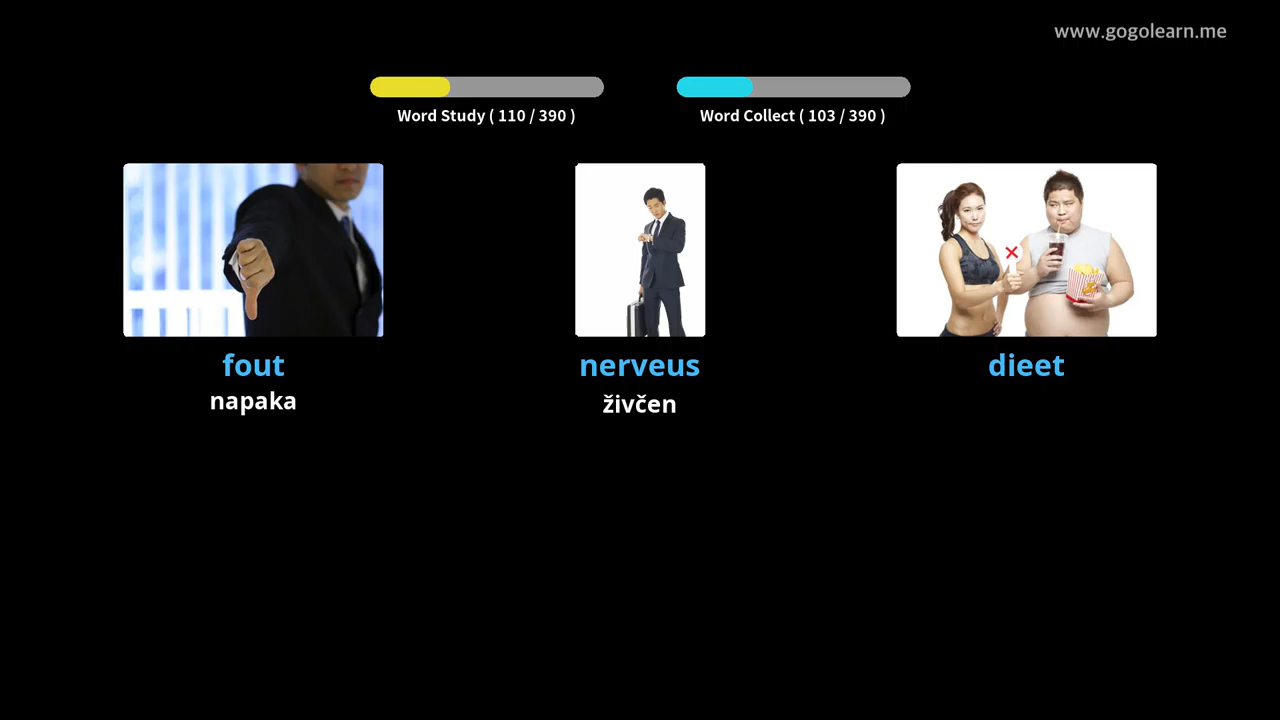 www.gogolearn.me
Word Study ( 110 / 390 )
Word Collect ( 103 / 390 )
fout
napaka
nerveus
živčen
dieet